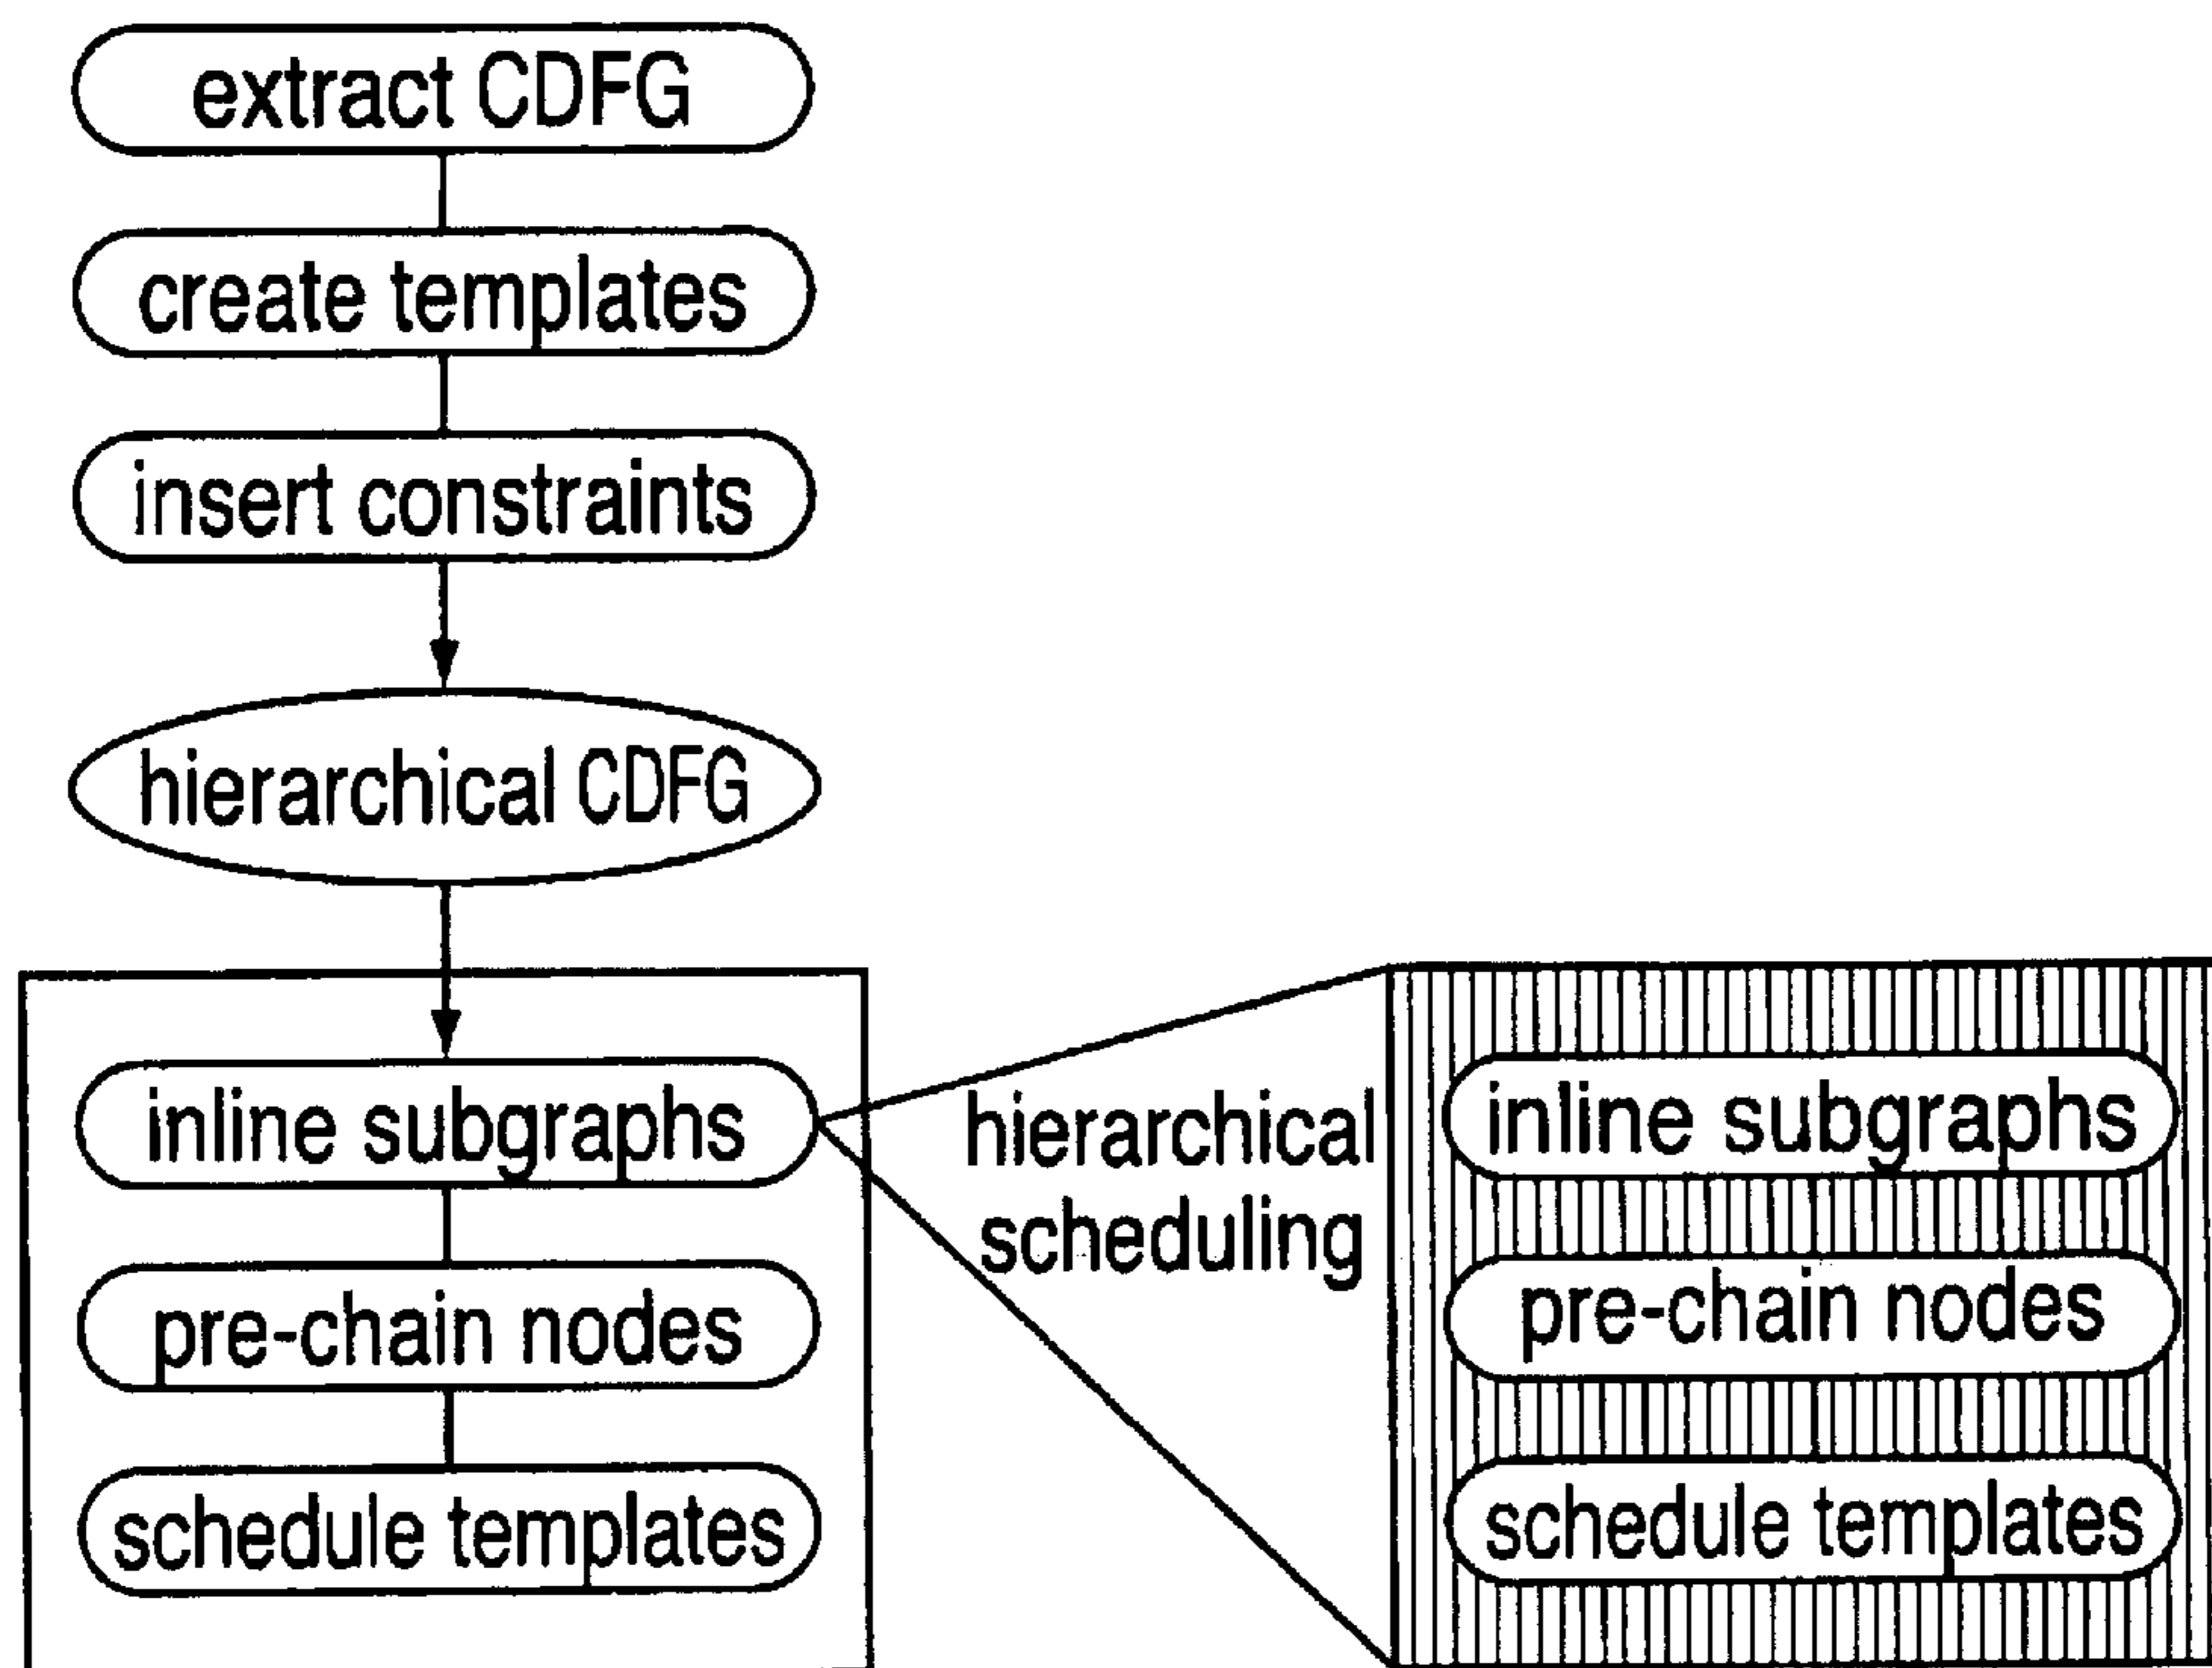 extract CDFG
create templates
insert constraints
hierarchical CDFG
inline subgraphs
pre-chain nodes
schedule templates
hierarchical
scheduling
inline subgraphs
pre-chain nodes
schedule templates